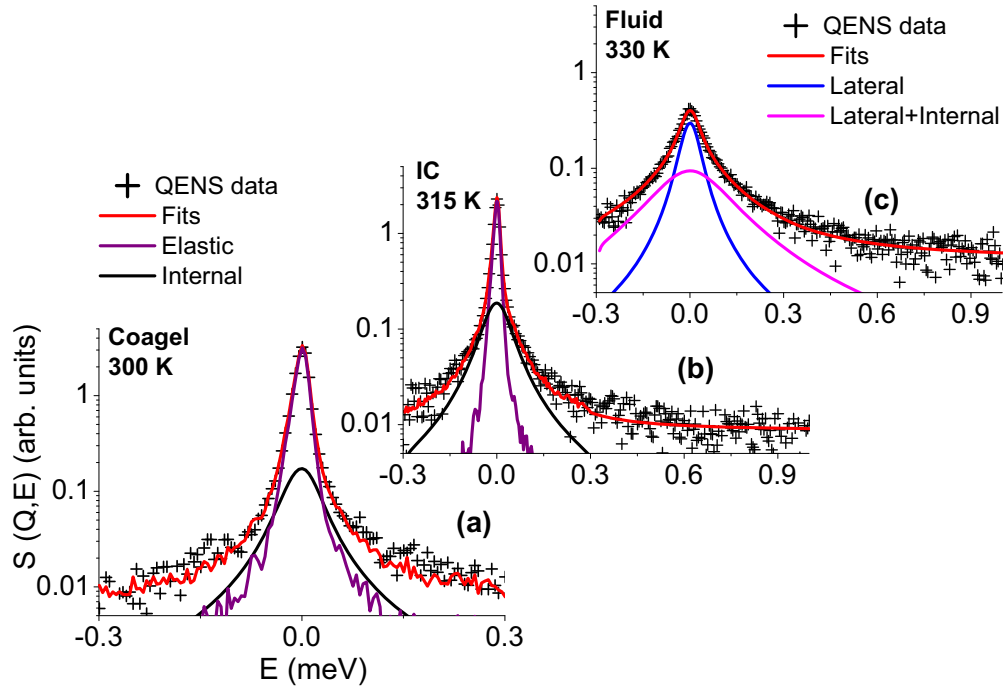 Fluid
330 K
QENS data
Fits
Lateral
Lateral+Internal
1
0.1
0.01
(c)
-0.3 0.0 0.3 0.6 0.9
IC
315 K
1
0.1
0.01
(b)
-0.3 0.0 0.3 0.6 0.9
QENS data
Fits
Elastic
Internal
Coagel
300 K
1
0.1
0.01
(a)
-0.3 0.0 0.3
S (Q,E) (arb. units)
E (meV)